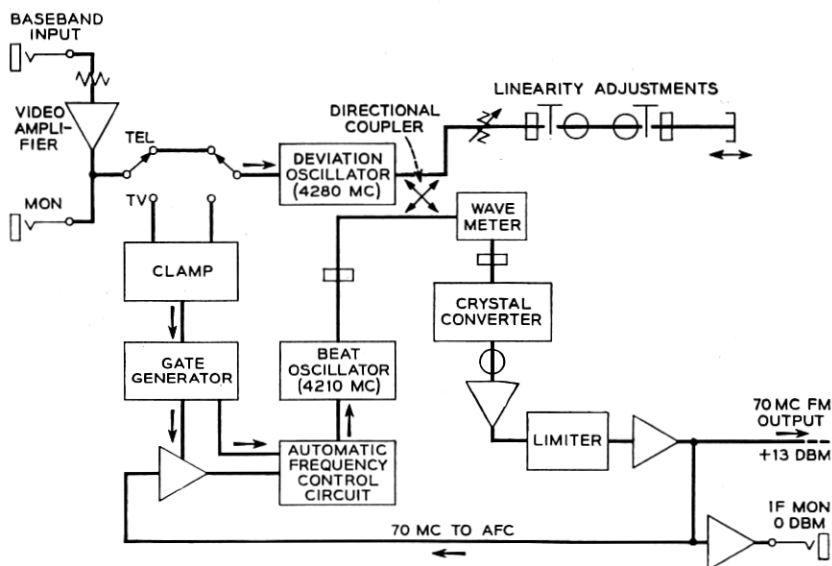 BASEBAND
INPUT
VIDEO
AMPLI-
FIER
TEL
MON
TV
DEVIATION
OSCILLATOR
(4280 MC)
DIRECTIONAL
COUPLER
LINEARITY ADJUSTMENTS
WAVE
METER
CLAMP
CRYSTAL
CONVERTER
GATE
GENERATOR
BEAT
OSCILLATOR
(4210 MC)
LIMITER
70 MC FM
OUTPUT
+13 DBM
AUTOMATIC
FREQUENCY
CONTROL
CIRCUIT
70 MC TO AFC
IF MON
0 DBM